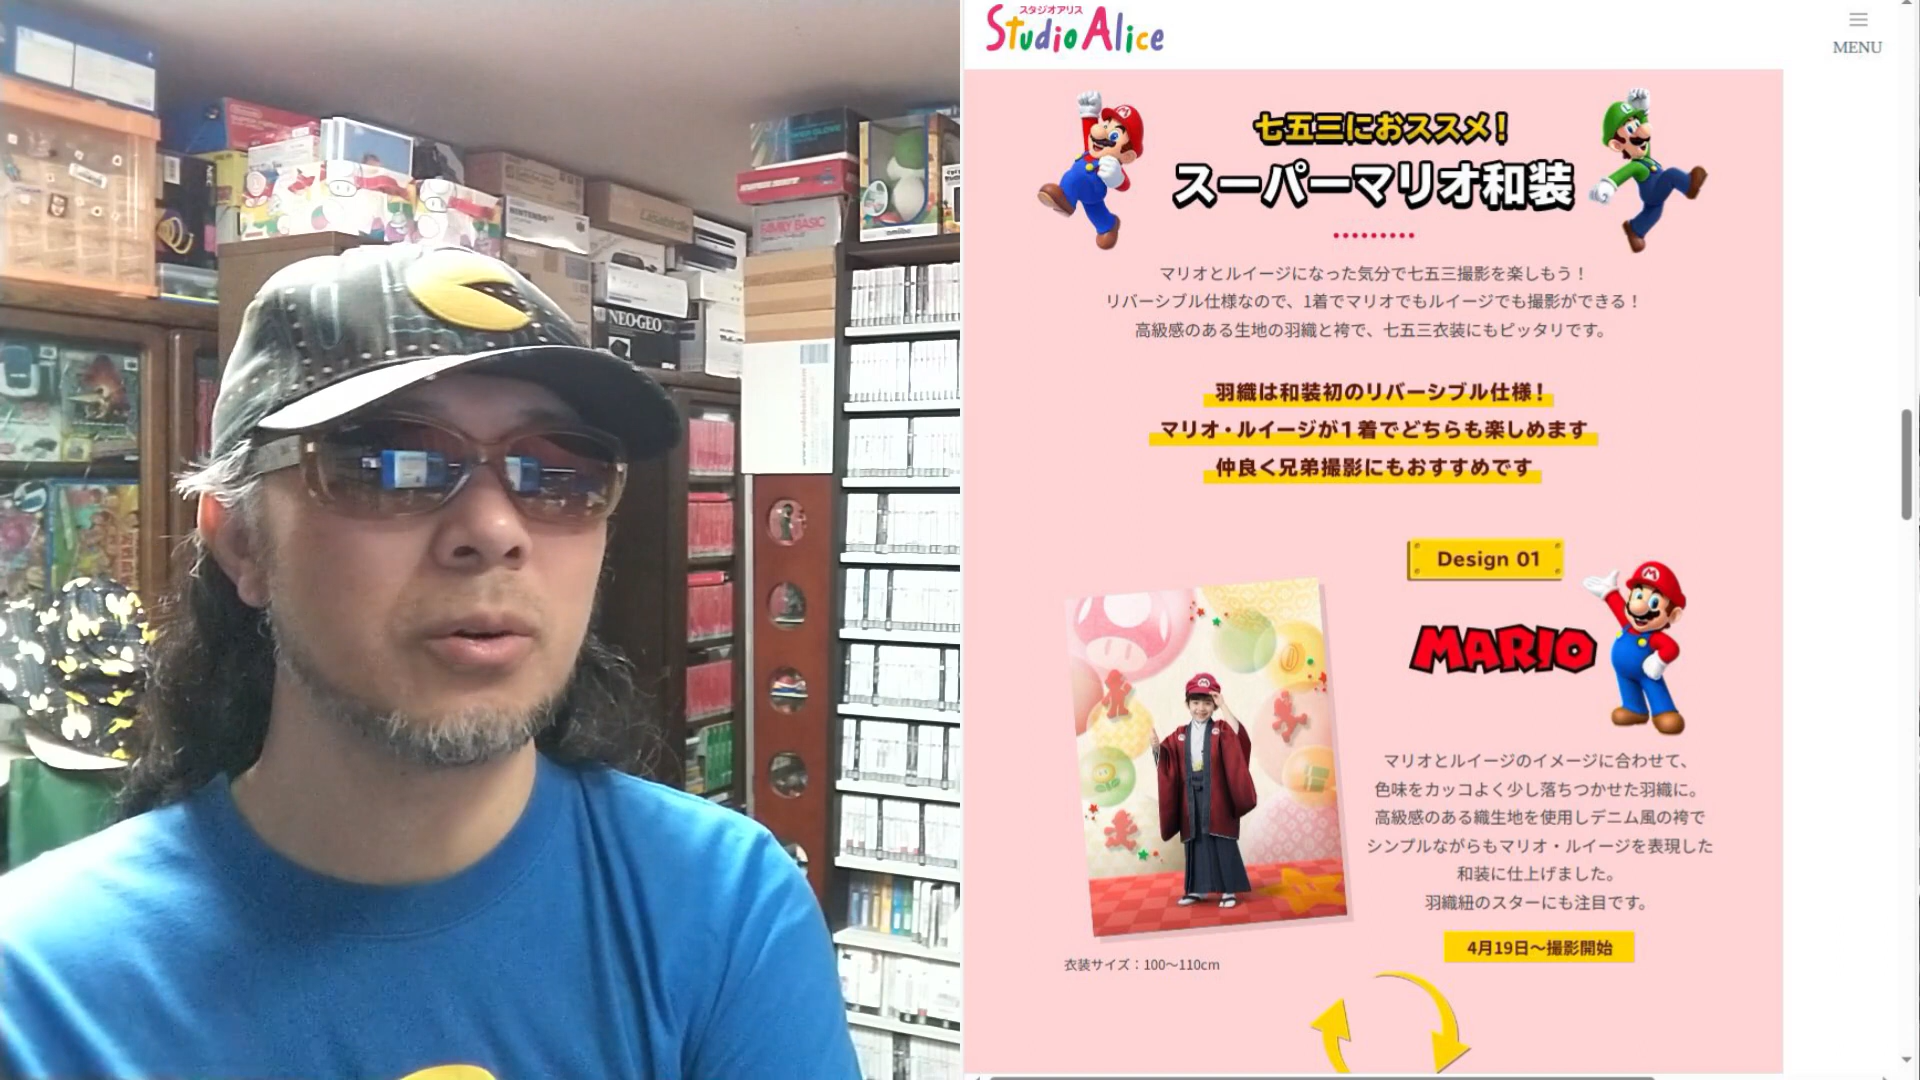 スタジオアリス
Studio Alice
MENU
七五三におススメ！
スーパーマリオ和装
マリオとルイージになった気分で七五三撮影を楽しもう！
リバーシブル仕様なので、1着でマリオでもルイージでも撮影ができる！
高級感のある生地の羽織と袴で、七五三衣装にもピッタリです。
羽織は和装初のリバーシブル仕様！
マリオ・ルイージが１着でどちらも楽しめます
仲良く兄弟撮影にもおすすめです
Design 01
MARIO
マリオとルイージのイメージに合わせて、
色味をカッコよく少し落ちつかせた羽織に。
高級感のある織生地を使用しデニム風の袴で
シンプルながらもマリオ・ルイージを表現した
和装に仕上げました。
羽織紐のスターにも注目です。
4月19日〜撮影開始
衣装サイズ：100〜110cm
NINTENDO 64
Laserbirdie
NEO·GEO
POWER GLOVE
FAMILY BASIC
amiibo